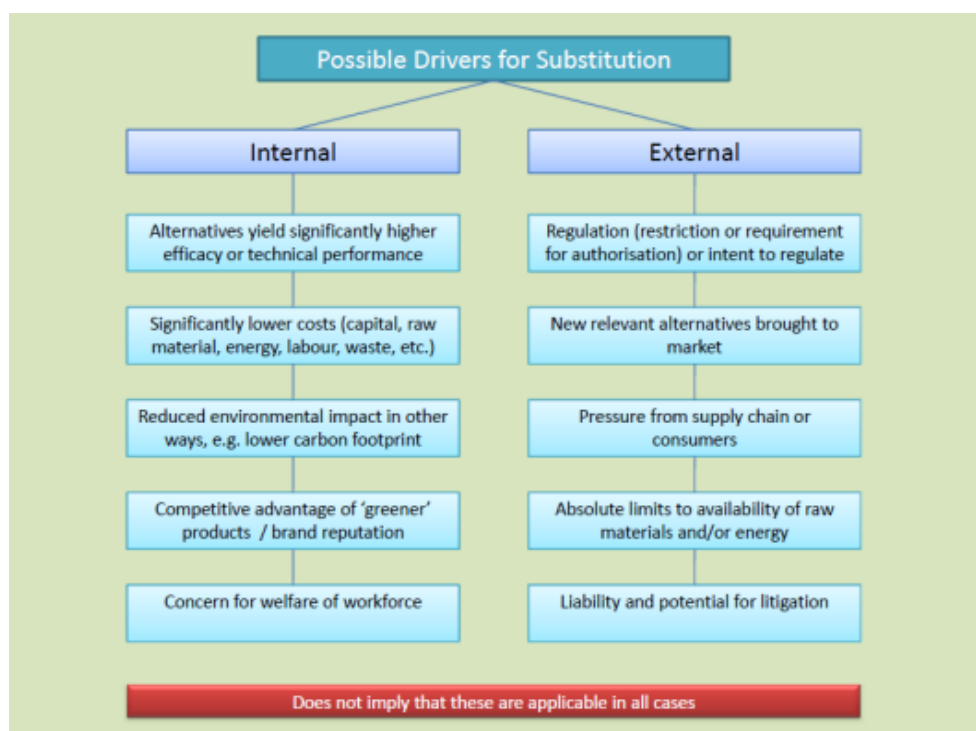 Possible Drivers for Substitution
Internal
Alternatives yield significantly higher
efficacy or technical performance
Significantly lower costs (capital, raw
material, energy, labour, waste, etc.)
Reduced environmental impact in other
ways, e.g. lower carbon footprint
Competitive advantage of ‘greener’
products / brand reputation
Concern for welfare of workforce
External
Regulation (restriction or requirement
for authorisation) or intent to regulate
New relevant alternatives brought to
market
Pressure from supply chain or
consumers
Absolute limits to availability of raw
materials and/or energy
Liability and potential for litigation
Does not imply that these are applicable in all cases